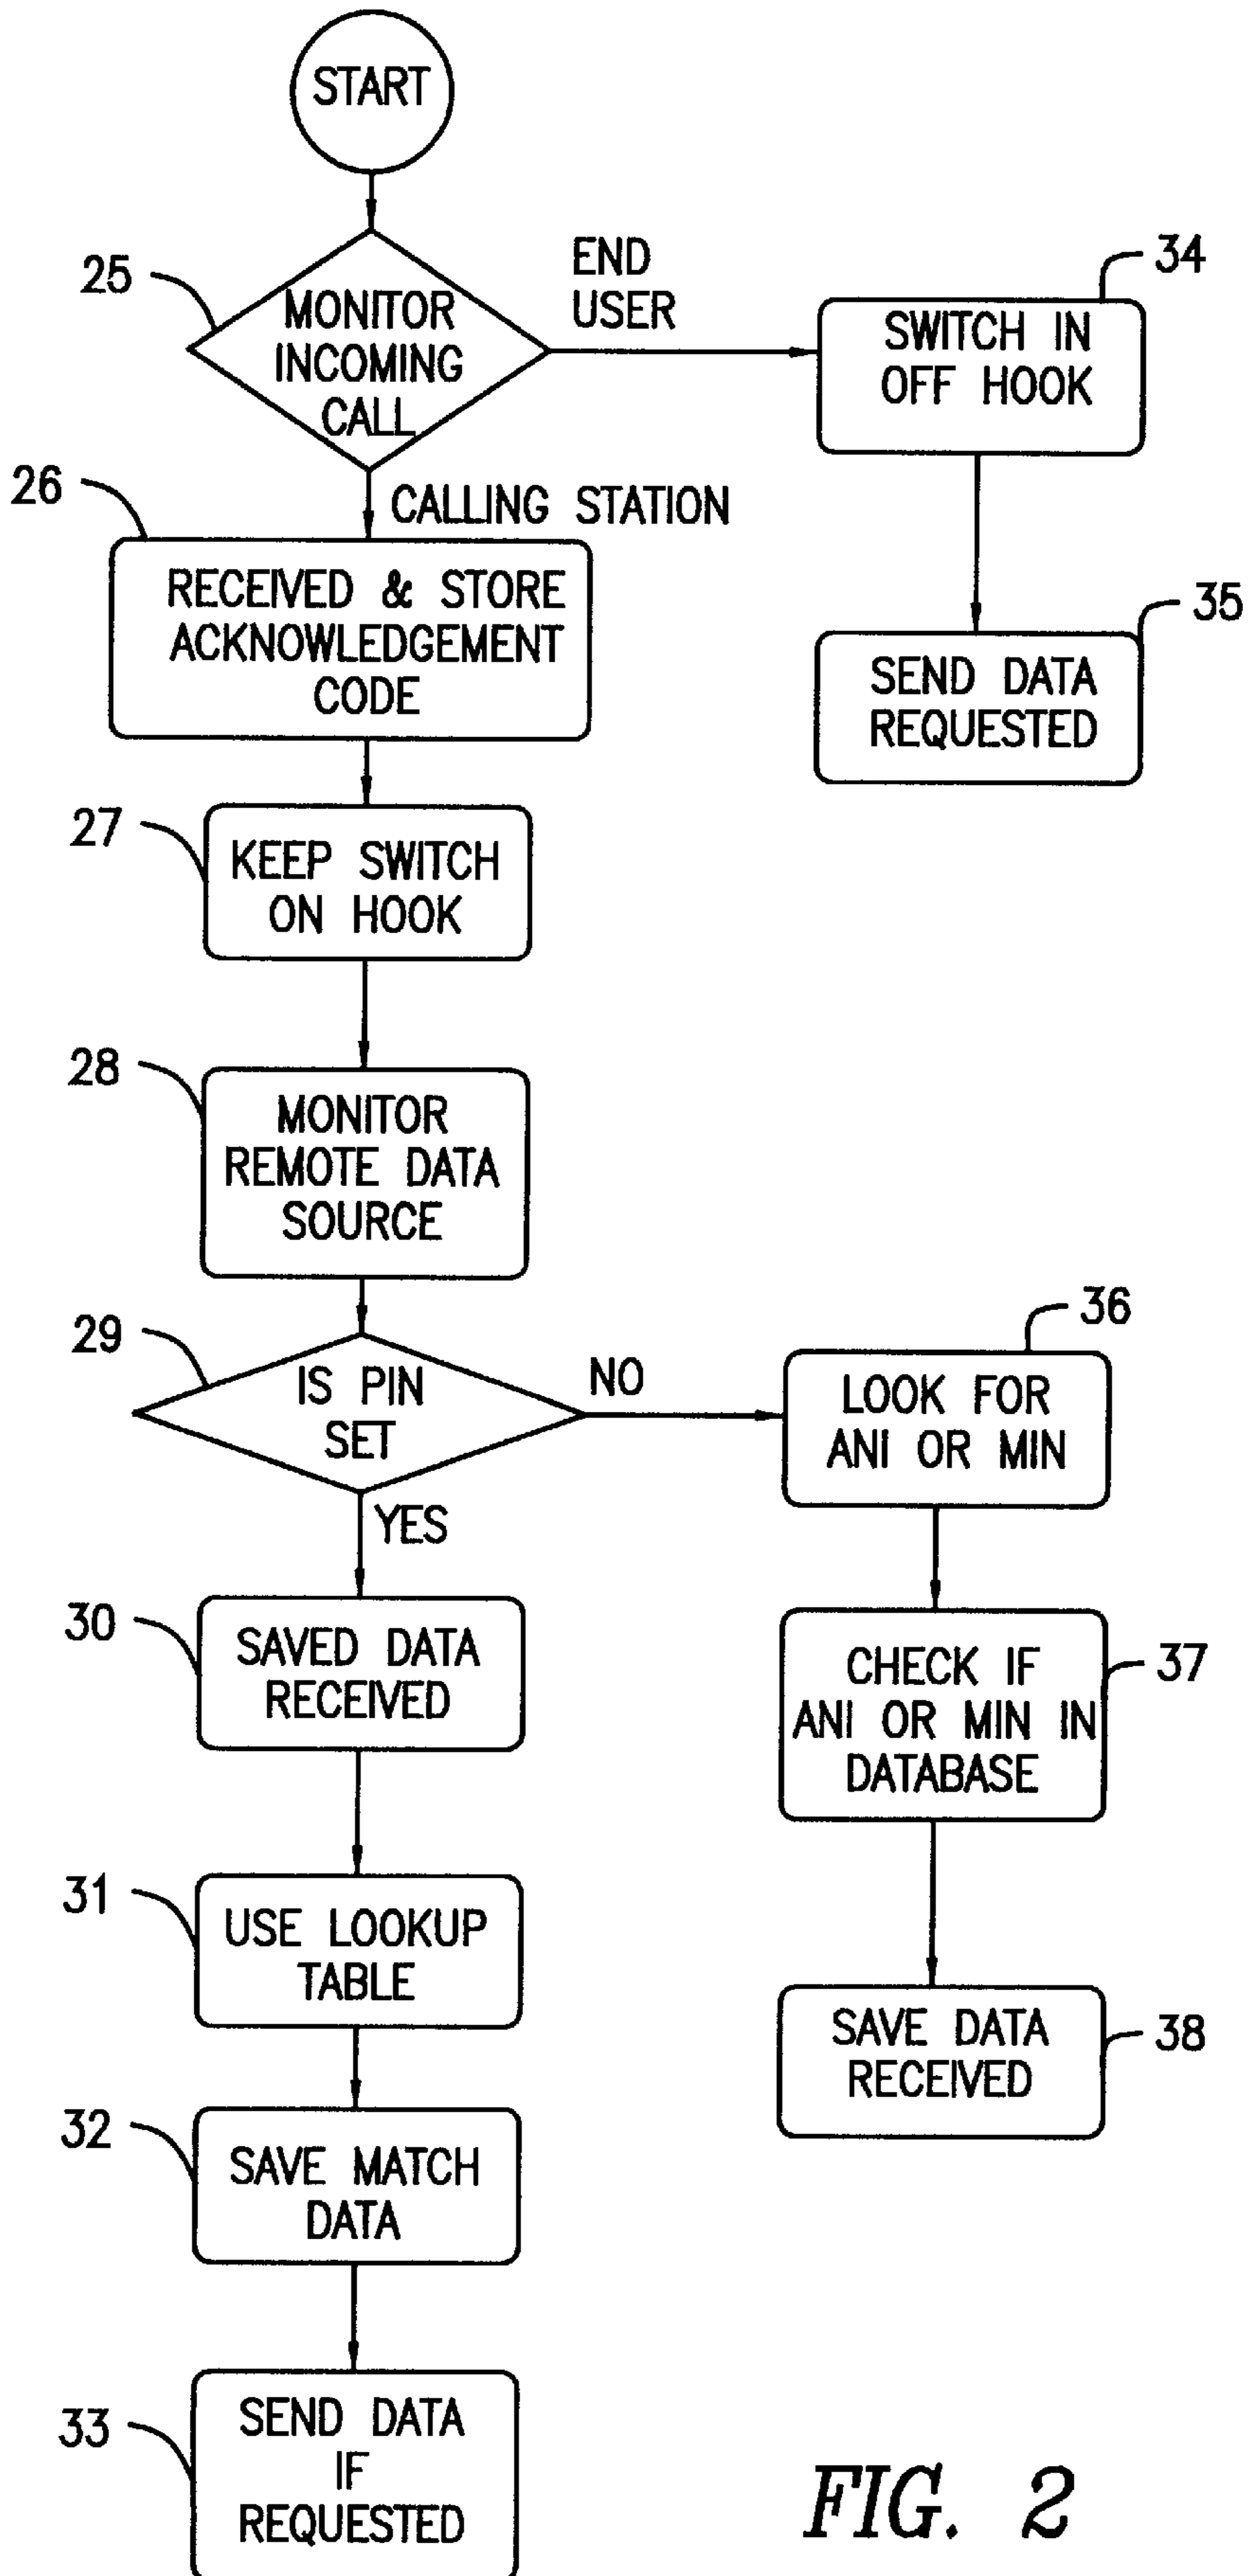 START
25
MONITOR
INCOMING
CALL
END
USER
34
SWITCH IN
OFF HOOK
26
CALLING STATION
RECEIVED & STORE
ACKNOWLEDGEMENT
CODE
35
SEND DATA
REQUESTED
27
KEEP SWITCH
ON HOOK
28
MONITOR
REMOTE DATA
SOURCE
29
IS PIN
SET
NO
36
LOOK FOR
ANI OR MIN
YES
30
SAVED DATA
RECEIVED
37
CHECK IF
ANI OR MIN IN
DATABASE
31
USE LOOKUP
TABLE
38
SAVE DATA
RECEIVED
32
SAVE MATCH
DATA
33
SEND DATA
IF
REQUESTED
FIG. 2